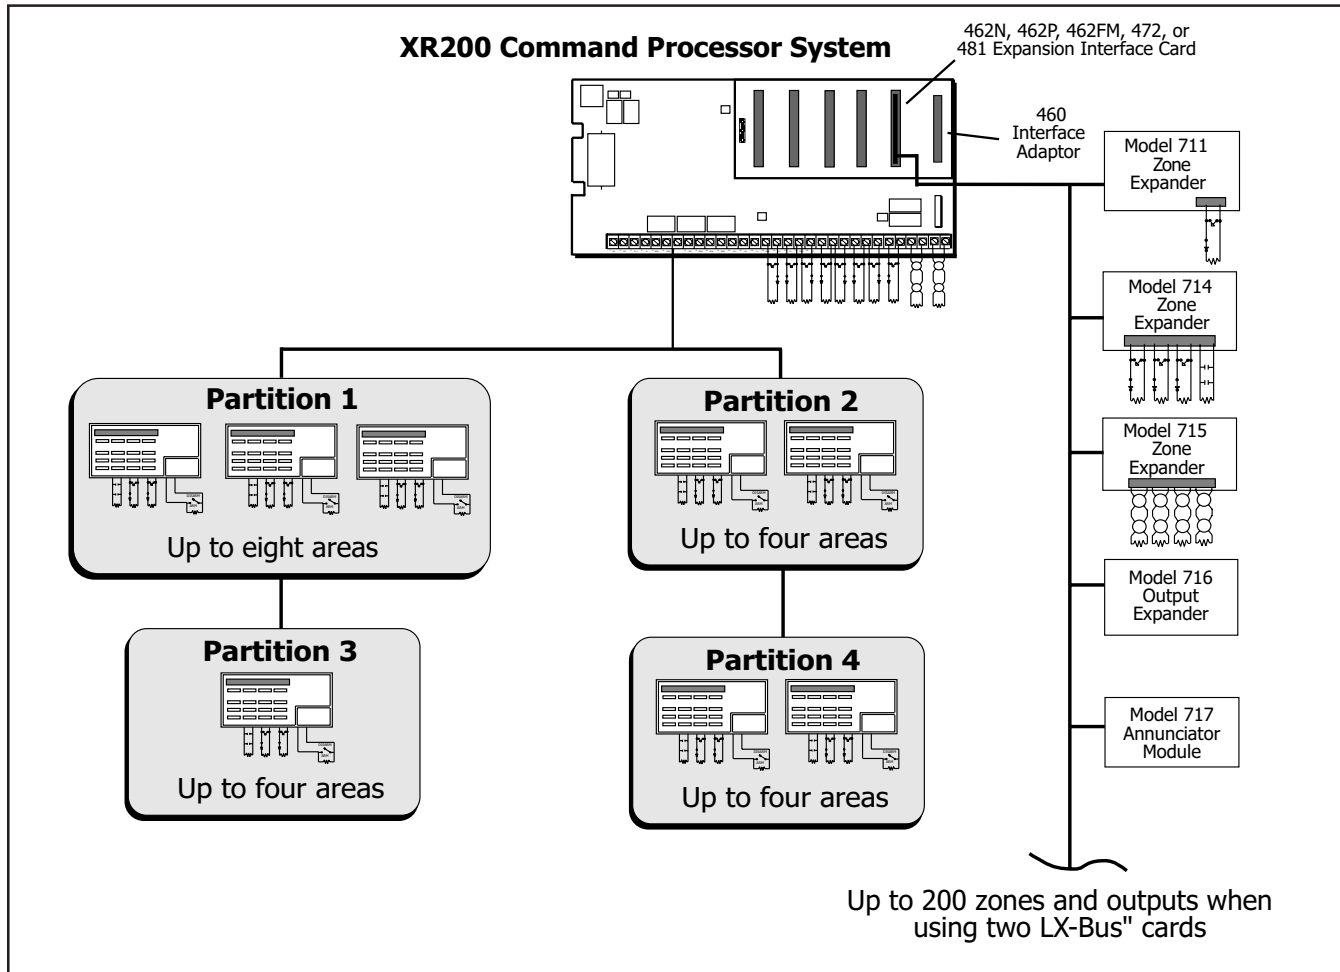 XR200 Command Processor System
462N, 462P, 462FM, 472, or
481 Expansion Interface Card
460
Interface
Adaptor
Model 711
Zone
Expander
Model 714
Zone
Expander
Model 715
Zone
Expander
Model 716
Output
Expander
Model 717
Annunciator
Module
Partition 1
Up to eight areas
Partition 2
Up to four areas
Partition 3
Up to four areas
Partition 4
Up to four areas
Up to 200 zones and outputs when
using two LX-Bus" cards